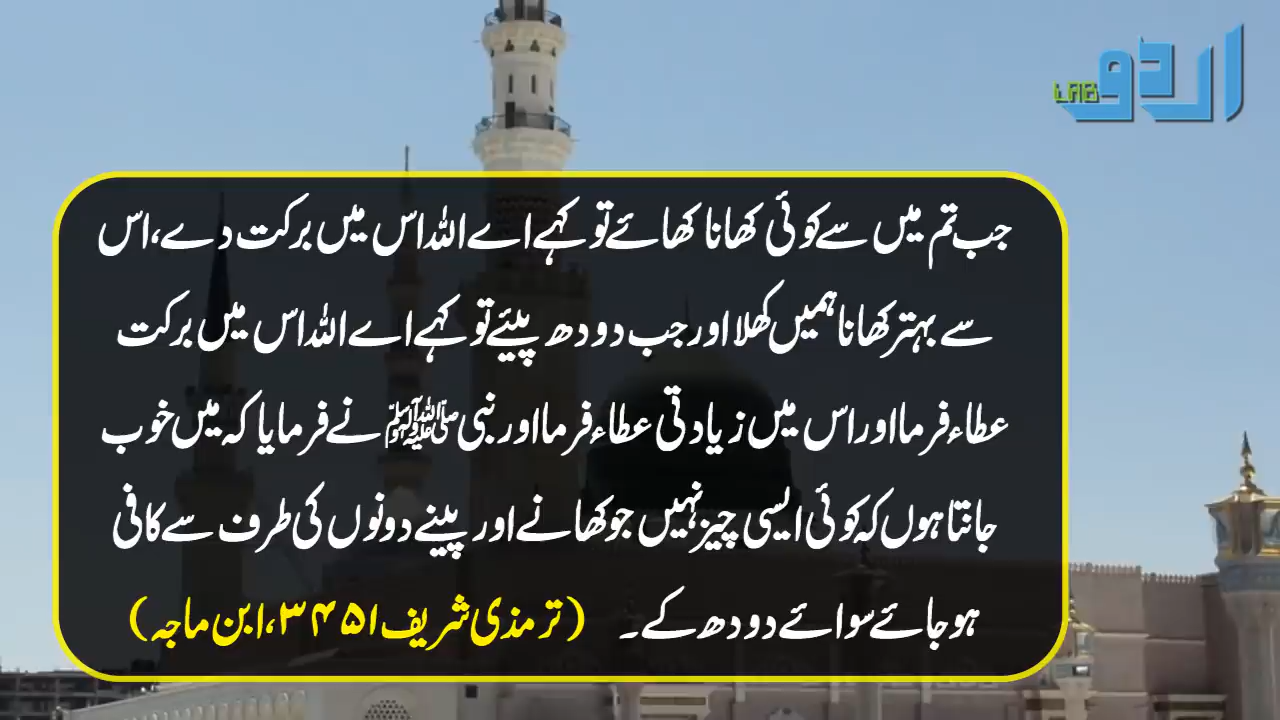 اردو
LAB
جب تم میں سے کوئی کھانا کھائے تو کہے اے اللہ اس میں برکت دے، اس
سے بہتر کھانا ہمیں کھلا اور جب دودھ پیئے تو کہے اے اللہ اس میں برکت
عطاء فرما اور اس میں زیادتی عطاء فرما اور نبی ﷺ نے فرمایا کہ میں خوب
جانتا ہوں کہ کوئی ایسی چیز نہیں جو کھانے اور پینے دونوں کی طرف سے کافی
ہو جائے سوائے دودھ کے۔ (ترمذی شریف ۳۴۵۱، ابن ماجہ)